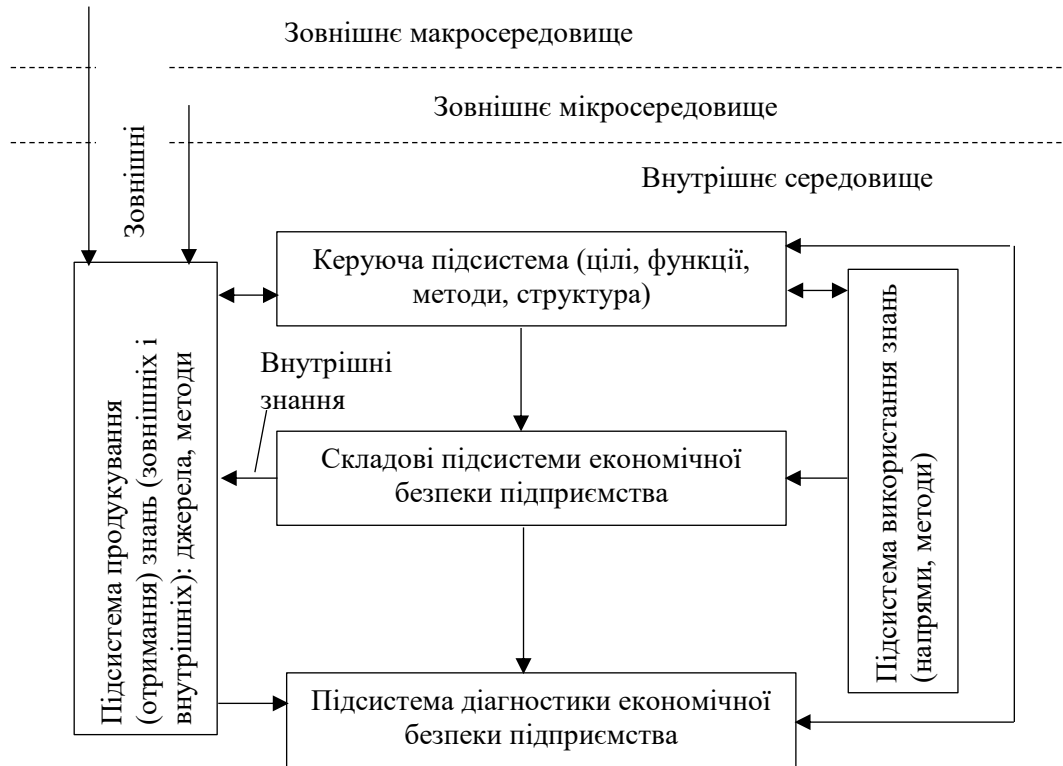 Зовнішнє макросередовище
Зовнішнє мікросередовище
Зовнішні
Внутрішнє середовище
Керуюча підсистема (цілі, функції,
методи, структура)
Внутрішні
знання
Складові підсистеми економічної
безпеки підприємства
Підсистема продукування
(отримання) знань (зовнішніх і
внутрішніх): джерела, методи
Підсистема використання знань
(напрями, методи)
Підсистема діагностики економічної
безпеки підприємства